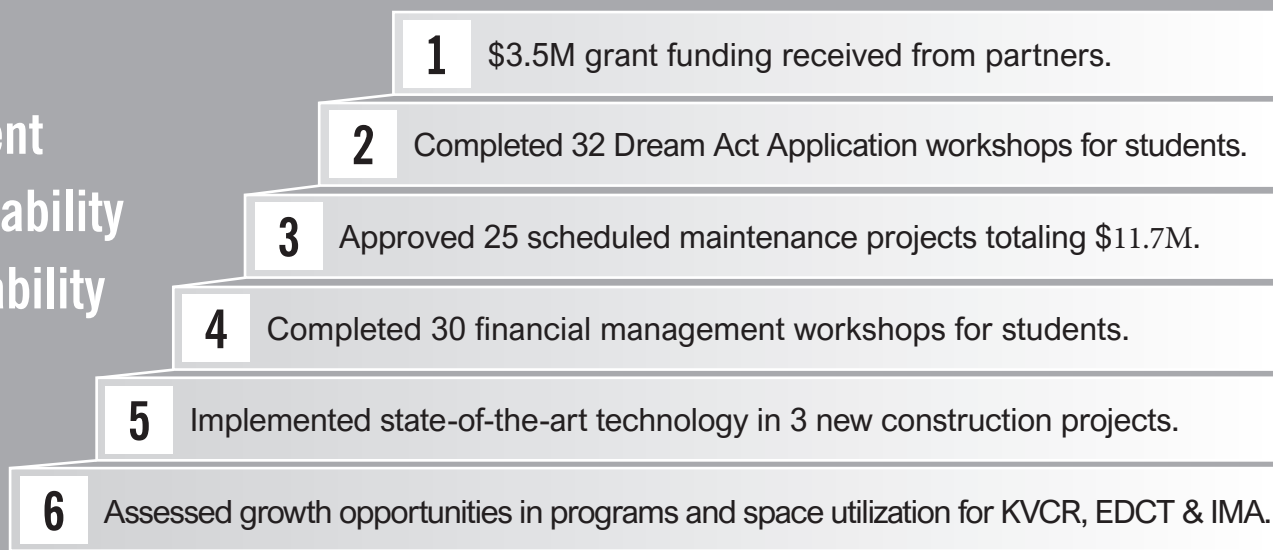 1 $3.5M grant funding received from partners.
2 Completed 32 Dream Act Application workshops for students.
3 Approved 25 scheduled maintenance projects totaling $11.7M.
4 Completed 30 financial management workshops for students.
5 Implemented state-of-the-art technology in 3 new construction projects.
6 Assessed growth opportunities in programs and space utilization for KVCR, EDCT & IMA.